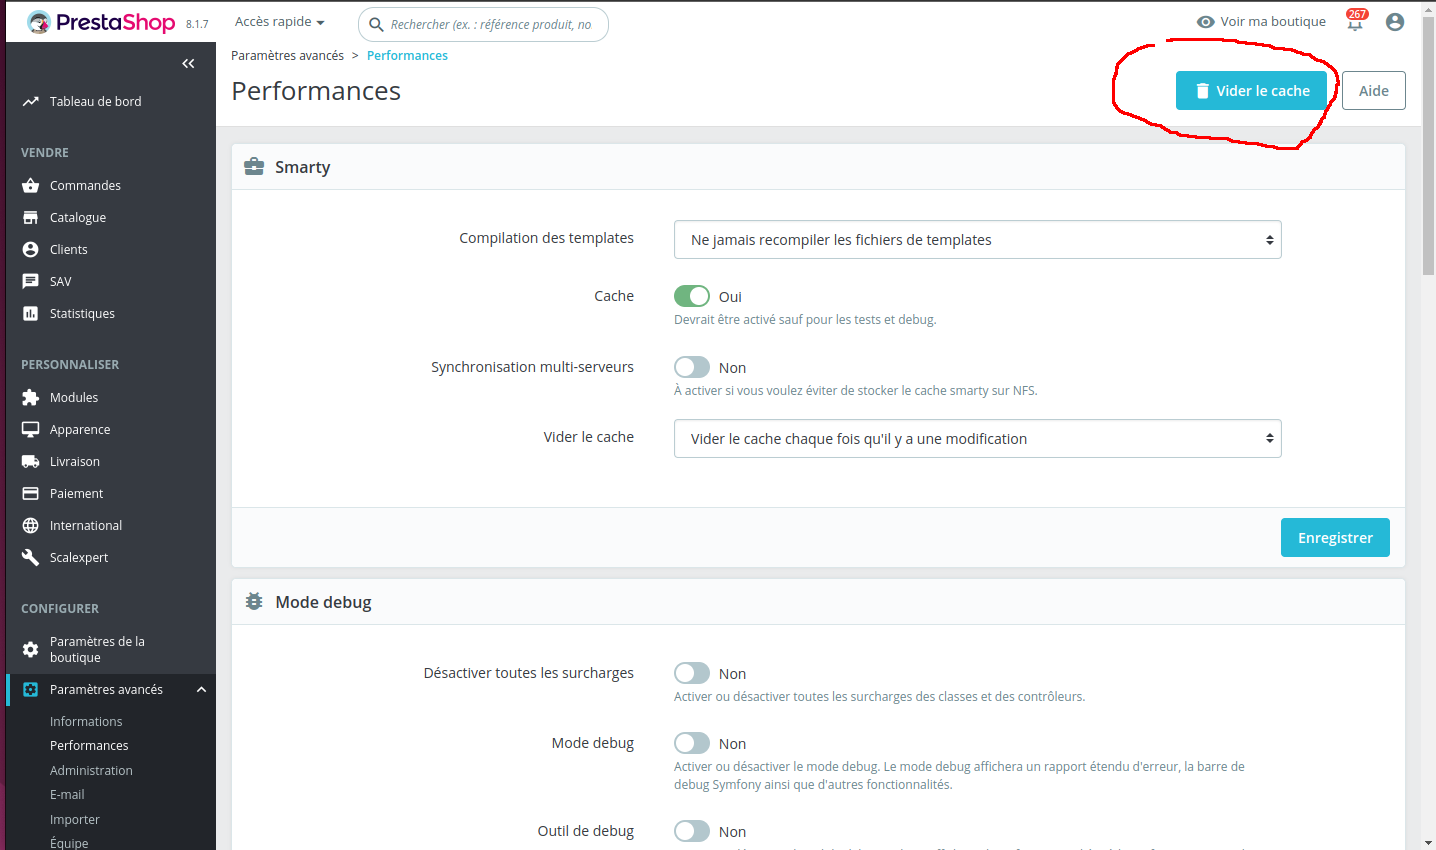 PrestaShop 8.1.7
Accès rapide
Rechercher (ex. : référence produit, no
Voir ma boutique
267
Paramètres avancés > Performances
Performances
Vider le cache
Aide
Tableau de bord
VENDRE
Commandes
Catalogue
Clients
SAV
Statistiques
PERSONNALISER
Modules
Apparence
Livraison
Paiement
International
Scalexpert
CONFIGURER
Paramètres de la
boutique
Paramètres avancés
Informations
Performances
Administration
E-mail
Importer
Équipe
Smarty
Compilation des templates
Ne jamais recompiler les fichiers de templates
Cache
Oui
Devrait être activé sauf pour les tests et debug.
Synchronisation multi-serveurs
Non
À activer si vous voulez éviter de stocker le cache smarty sur NFS.
Vider le cache
Vider le cache chaque fois qu'il y a une modification
Enregistrer
Mode debug
Désactiver toutes les surcharges
Non
Activer ou désactiver toutes les surcharges des classes et des contrôleurs.
Mode debug
Non
Activer ou désactiver le mode debug. Le mode debug affichera un rapport étendu d'erreur, la barre de
debug Symfony ainsi que d'autres fonctionnalités.
Outil de debug
Non